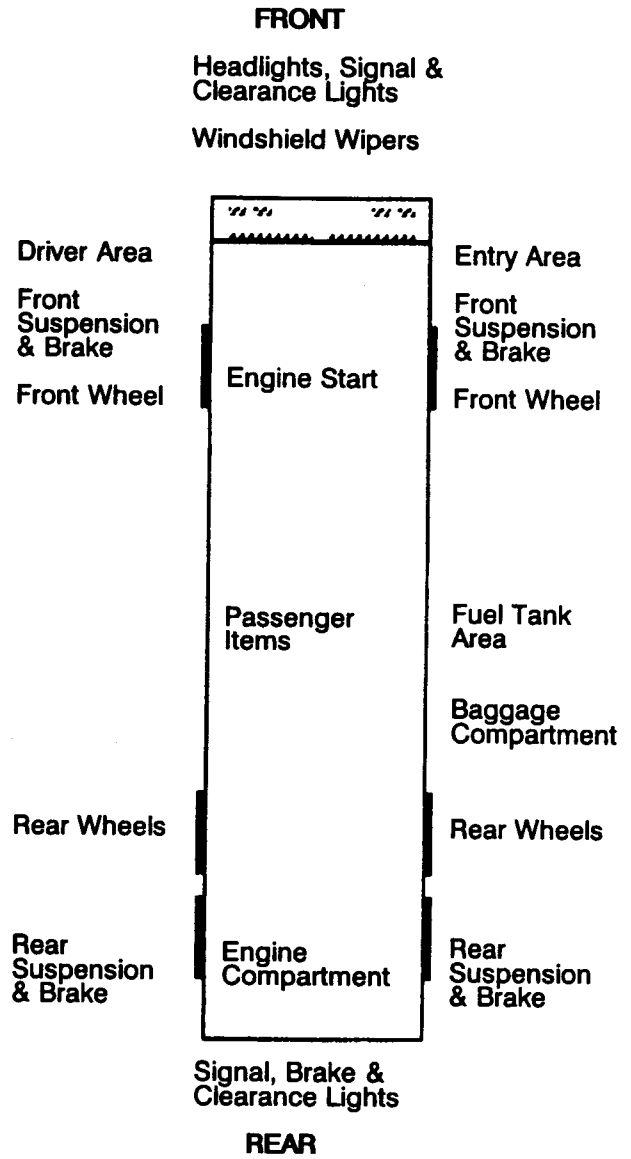 FRONT
Headlights, Signal &
Clearance Lights
Windshield Wipers
Driver Area
Entry Area
Front
Suspension
& Brake
Front
Suspension
& Brake
Engine Start
Front Wheel
Front Wheel
Passenger
Items
Fuel Tank
Area
Baggage
Compartment
Rear Wheels
Rear Wheels
Rear
Suspension
& Brake
Engine
Compartment
Rear
Suspension
& Brake
Signal, Brake &
Clearance Lights
REAR